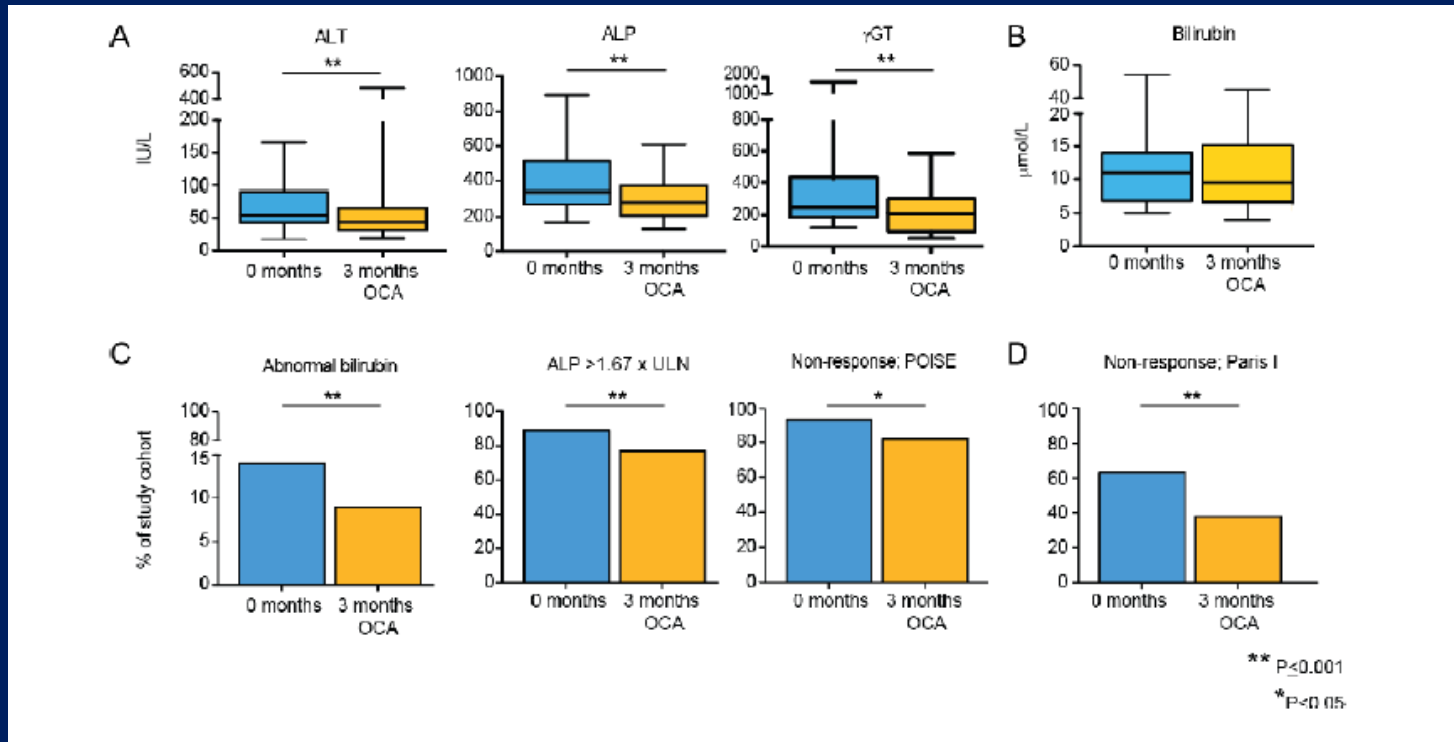 A
ALT
ALP
γGT
B
Bilirubin
**
**
**
IU/L
600
400
200
150
100
50
0
1000
800
600
400
200
0
2000
1000
800
600
400
200
0
µmol/L
60
40
20
15
10
5
0
0 months
3 months
OCA
0 months
3 months
OCA
0 months
3 months
OCA
0 months
3 months
OCA
C
Abnormal bilirubin
ALP >1.67 x ULN
Non-response; POISE
D
Non-response; Paris I
**
**
*
**
% of study cohort
100
80
15
10
5
0
100
80
60
40
20
0
100
80
60
40
20
0
100
80
60
40
20
0
0 months
3 months
OCA
0 months
3 months
OCA
0 months
3 months
OCA
0 months
3 months
OCA
** P≤0.001
*P<0.05